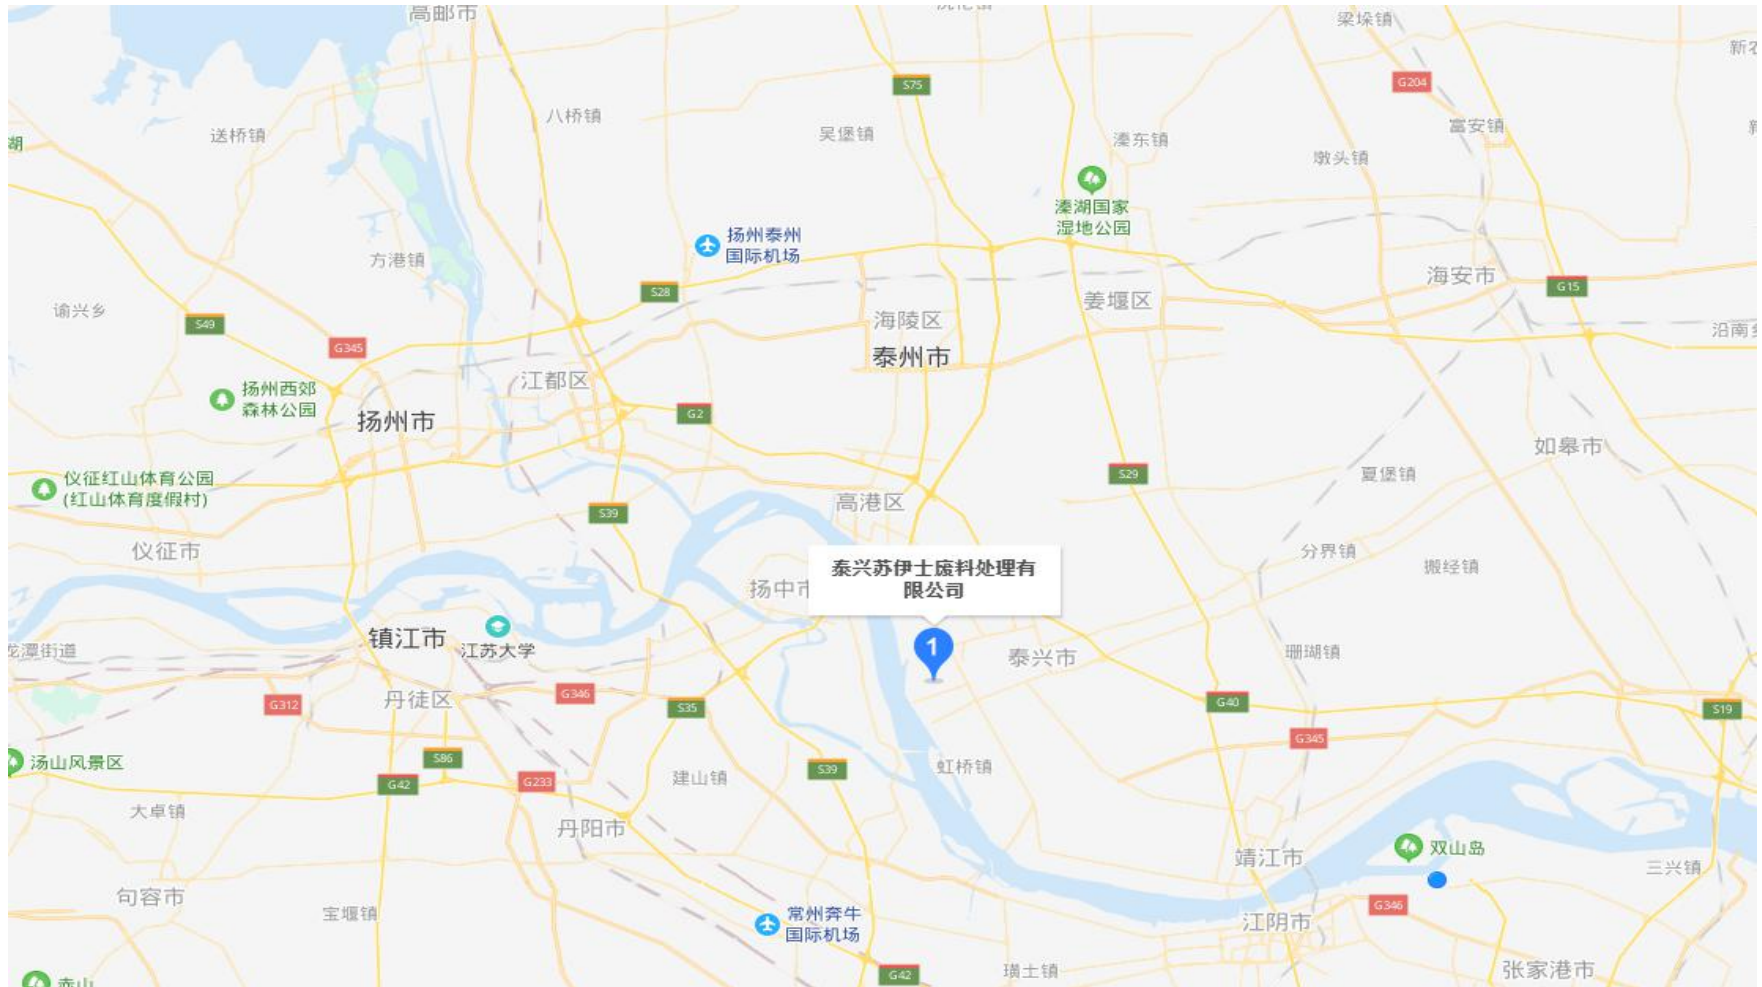 高邮市
梁垛镇
S75
G204
送桥镇
八桥镇
吴堡镇
溱东镇
富安镇
湖
墩头镇
溱湖国家
湿地公园
扬州泰州
国际机场
方港镇
海安市
S28
G15
谕兴乡
姜堰区
S49
海陵区
沿南
G345
泰州市
江都区
扬州西郊
森林公园
G2
扬州市
如皋市
仪征红山体育公园
(红山体育度假村)
S29
夏堡镇
S39
高港区
仪征市
分界镇
搬经镇
泰兴苏伊士废料处理有
限公司
扬中市
镇江市
江苏大学
1
龙潭街道
泰兴市
珊瑚镇
丹徒区
G346
G312
S35
G40
S19
G345
汤山风景区
S86
S39
虹桥镇
建山镇
G42
G233
大卓镇
丹阳市
双山岛
靖江市
三兴镇
句容市
宝堰镇
G346
常州奔牛
国际机场
江阴市
G42
璜土镇
张家港市
赤山